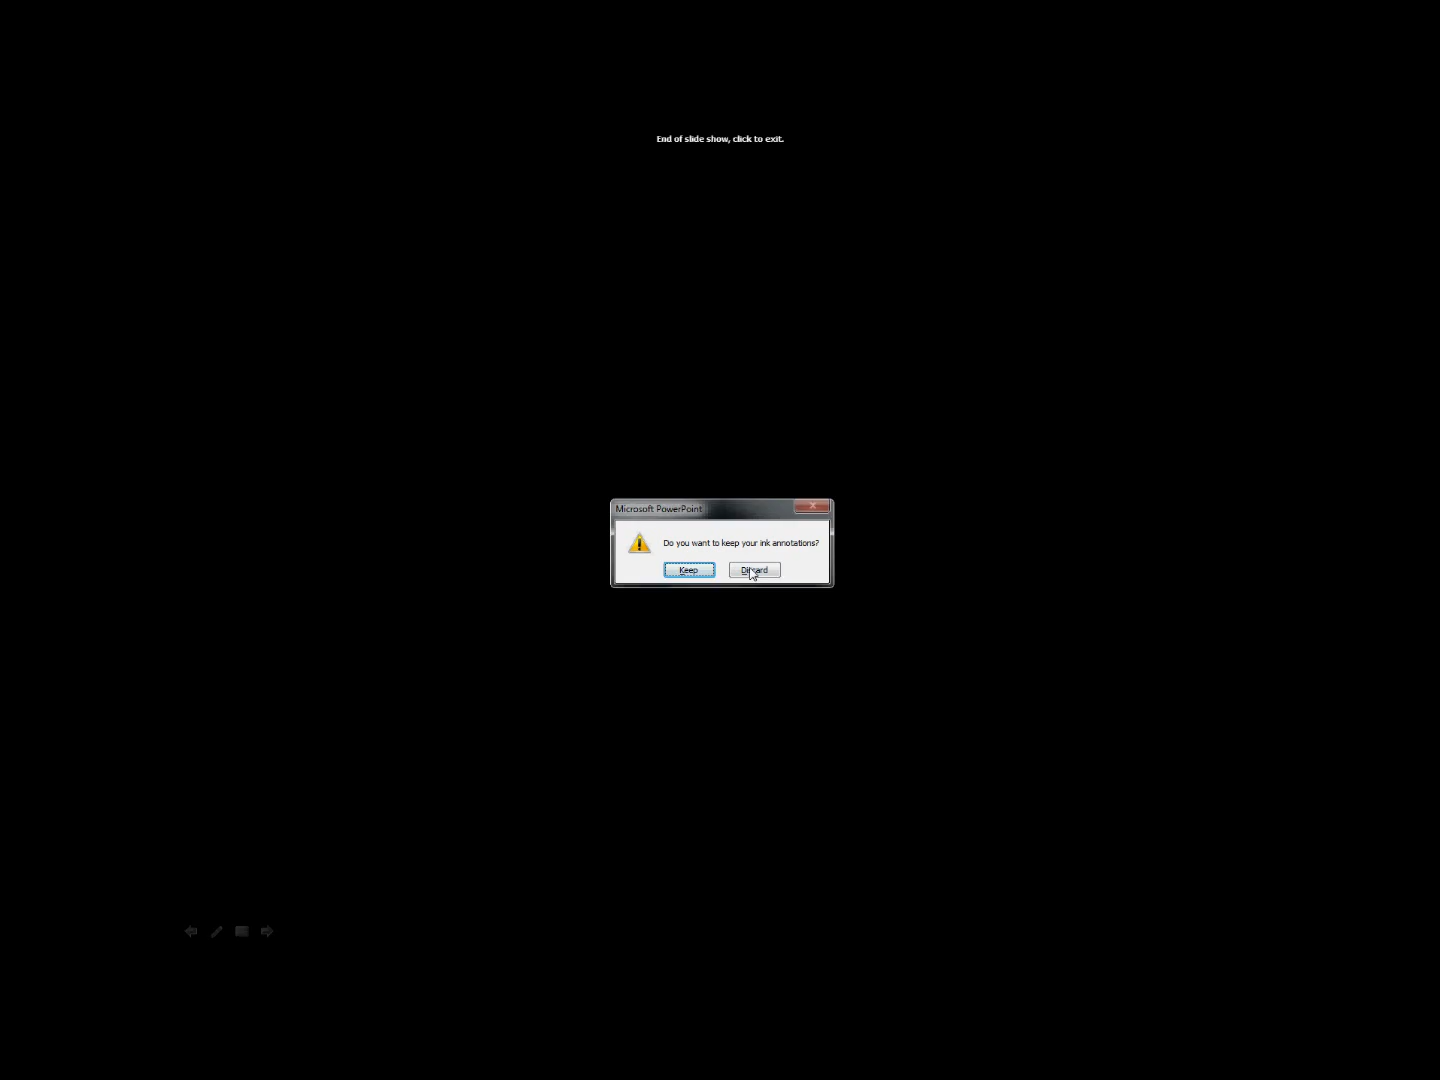 End of slide show, click to exit.
Microsoft PowerPoint
Do you want to keep your ink annotations?
Keep
Discard